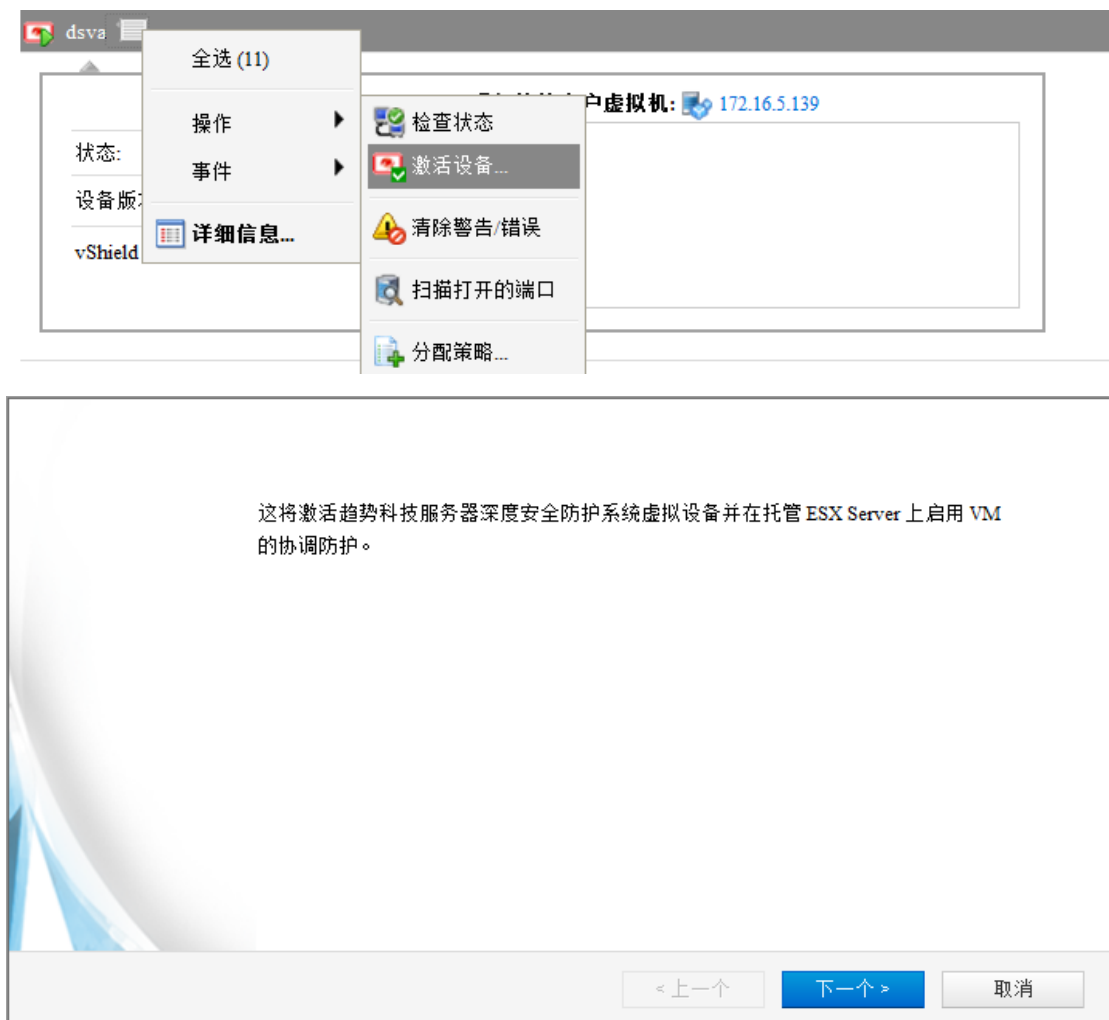 dsva
全选 (11)
户虚拟机: 172.16.5.139
操作
检查状态
状态:
事件
激活设备...
设备版
详细信息...
清除警告/错误
vShield
扫描打开的端口
分配策略...
这将激活趋势科技服务器深度安全防护系统虚拟设备并在托管 ESX Server 上启用 VM
的协调防护。
<上一个
下一个 >
取消